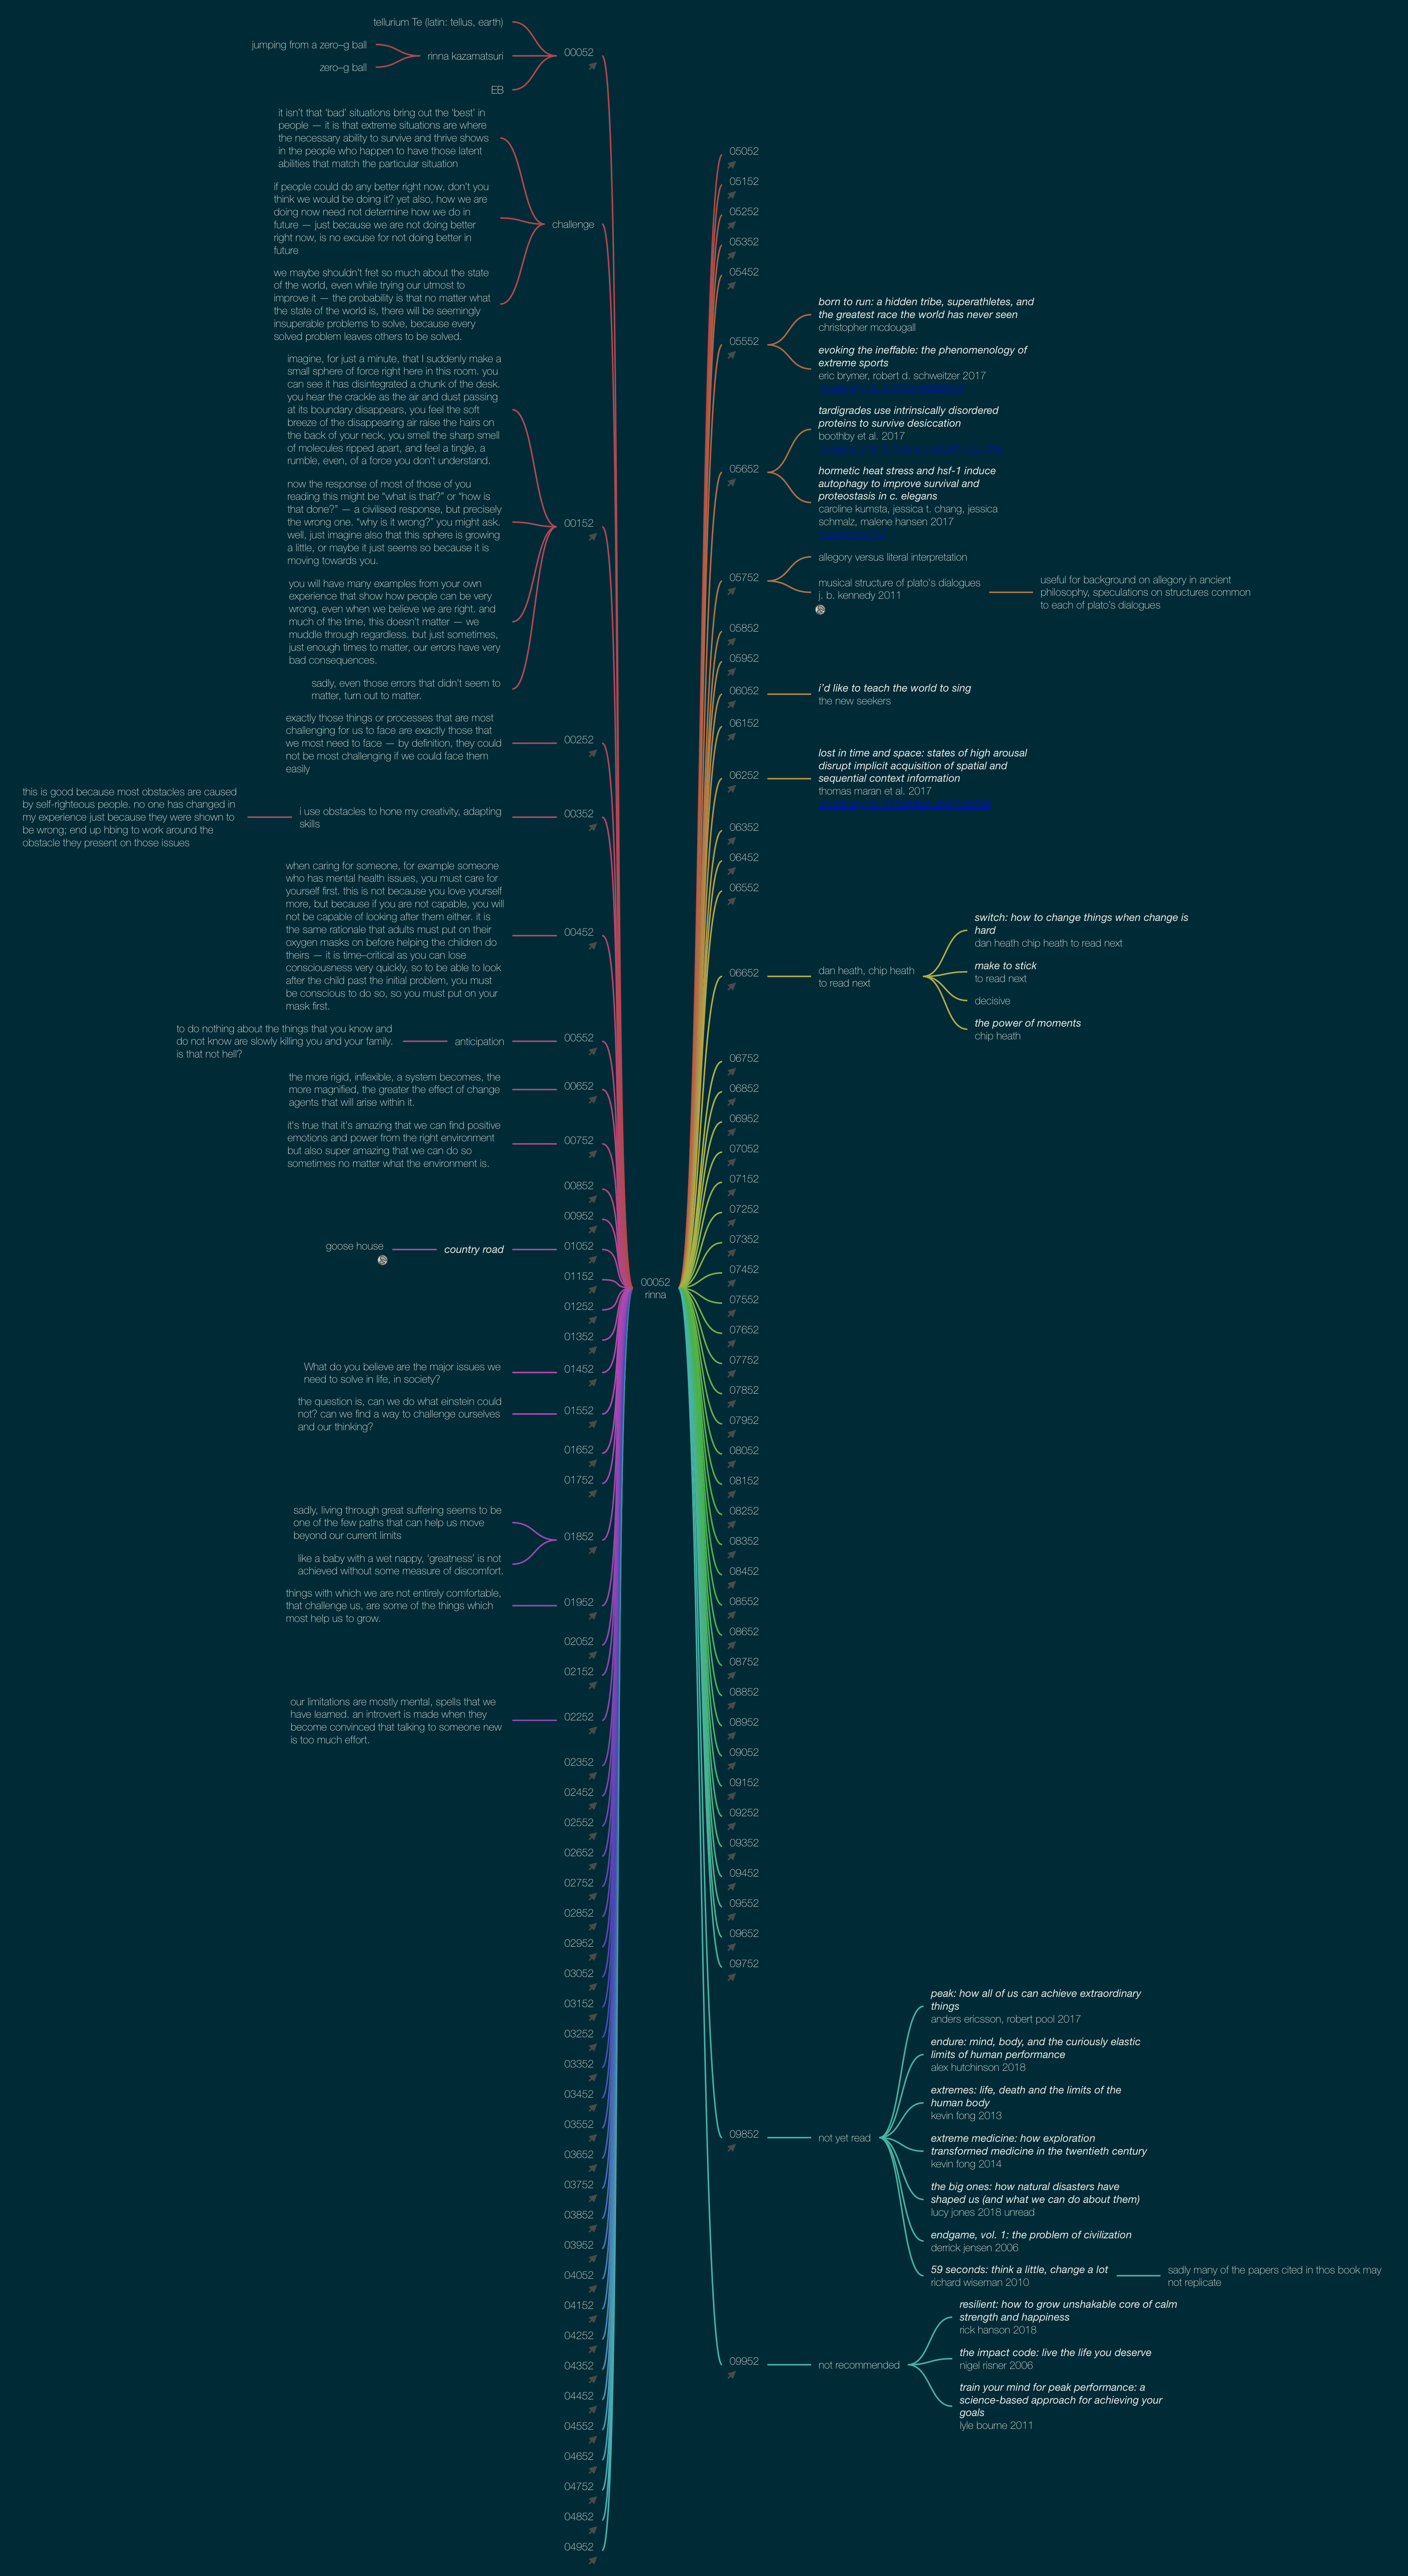 tellurium Te (latin: tellus, earth)
jumping from a zero–g ball
zero–g ball
rinna kazamatsuri
EB
00052
it isn't that 'bad' situations bring out the 'best' in
people — it is that extreme situations are where
the necessary ability to survive and thrive shows
in the people who happen to have those latent
abilities that match the particular situation
if people could do any better right now, don't you
think we would be doing it? yet also, how we are
doing now need not determine how we do in
future — just because we are not doing better
right now, is no excuse for not doing better in
future
we maybe shouldn't fret so much about the state
of the world, even while trying our utmost to
improve it — the probability is that no matter what
the state of the world is, there will be seemingly
insuperable problems to solve, because every
solved problem leaves others to be solved.
challenge
imagine, for just a minute, that I suddenly make a
small sphere of force right here in this room. you
can see it has disintegrated a chunk of the desk.
you hear the crackle as the air and dust passing
at its boundary disappears, you feel the soft
breeze of the disappearing air raise the hairs on
the back of your neck, you smell the sharp smell
of molecules ripped apart, and feel a tingle, a
rumble, even, of a force you don't understand.
now the response of most of those of you
reading this might be "what is that?" or "how is
that done?" — a civilised response, but precisely
the wrong one. "why is it wrong?" you might ask.
well, just imagine also that this sphere is growing
a little, or maybe it just seems so because it is
moving towards you.
you will have many examples from your own
experience that show how people can be very
wrong, even when we believe we are right. and
much of the time, this doesn't matter — we
muddle through regardless. but just sometimes,
just enough times to matter, our errors have very
bad consequences.
sadly, even those errors that didn't seem to
matter, turn out to matter.
00152
exactly those things or processes that are most
challenging for us to face are exactly those that
we most need to face — by definition, they could
not be most challenging if we could face them
easily
00252
this is good because most obstacles are caused
by self-righteous people. no one has changed in
my experience just because they were shown to
be wrong; end up hbing to work around the
obstacle they present on those issues
i use obstacles to hone my creativity, adapting
skills
00352
when caring for someone, for example someone
who has mental health issues, you must care for
yourself first. this is not because you love yourself
more, but because if you are not capable, you will
not be capable of looking after them either. it is
the same rationale that adults must put on their
oxygen masks on before helping the children do
theirs — it is time–critical as you can lose
consciousness very quickly, so to be able to look
after the child past the initial problem, you must
be conscious to do so, so you must put on your
mask first.
00452
to do nothing about the things that you know and
do not know are slowly killing you and your family.
is that not hell?
anticipation
00552
the more rigid, inflexible, a system becomes, the
more magnified, the greater the effect of change
agents that will arise within it.
00652
it's true that it's amazing that we can find positive
emotions and power from the right environment
but also super amazing that we can do so
sometimes no matter what the environment is.
00752
00852
00952
goose house
country road
01052
01152
01252
01352
What do you believe are the major issues we
need to solve in life, in society?
01452
the question is, can we do what einstein could
not? can we find a way to challenge ourselves
and our thinking?
01552
01652
01752
sadly, living through great suffering seems to be
one of the few paths that can help us move
beyond our current limits
like a baby with a wet nappy, 'greatness' is not
achieved without some measure of discomfort.
01852
things with which we are not entirely comfortable,
that challenge us, are some of the things which
most help us to grow.
01952
02052
02152
our limitations are mostly mental, spells that we
have learned. an introvert is made when they
become convinced that talking to someone new
is too much effort.
02252
02352
02452
02552
02652
02752
02852
02952
03052
03152
03252
03352
03452
03552
03652
03752
03852
03952
04052
04152
04252
04352
04452
04552
04652
04752
04852
04952
00052
rinna
05052
05152
05252
05352
05452
05552
born to run: a hidden tribe, superathletes, and
the greatest race the world has never seen
christopher mcdougall
evoking the ineffable: the phenomenology of
extreme sports
eric brymer, robert d. schweitzer 2017
05652
tardigrades use intrinsically disordered
proteins to survive desiccation
boothby et al. 2017
hormetic heat stress and hsf-1 induce
autophagy to improve survival and
proteostasis in c. elegans
caroline kumsta, jessica t. chang, jessica
schmalz, malene hansen 2017
05752
allegory versus literal interpretation
musical structure of plato's dialogues
j. b. kennedy 2011
useful for background on allegory in ancient
philosophy, speculations on structures common
to each of plato's dialogues
05852
05952
06052
i'd like to teach the world to sing
the new seekers
06152
06252
lost in time and space: states of high arousal
disrupt implicit acquisition of spatial and
sequential context information
thomas maran et al. 2017
06352
06452
06552
06652
dan heath, chip heath
to read next
switch: how to change things when change is
hard
dan heath chip heath to read next
make to stick
to read next
decisive
the power of moments
chip heath
06752
06852
06952
07052
07152
07252
07352
07452
07552
07652
07752
07852
07952
08052
08152
08252
08352
08452
08552
08652
08752
08852
08952
09052
09152
09252
09352
09452
09552
09652
09752
09852
not yet read
peak: how all of us can achieve extraordinary
things
anders ericsson, robert pool 2017
endure: mind, body, and the curiously elastic
limits of human performance
alex hutchinson 2018
extremes: life, death and the limits of the
human body
kevin fong 2013
extreme medicine: how exploration
transformed medicine in the twentieth century
kevin fong 2014
the big ones: how natural disasters have
shaped us (and what we can do about them)
lucy jones 2018 unread
endgame, vol. 1: the problem of civilization
derrick jensen 2006
59 seconds: think a little, change a lot
richard wiseman 2010
sadly many of the papers cited in thos book may
not replicate
09952
not recommended
resilient: how to grow unshakable core of calm
strength and happiness
rick hanson 2018
the impact code: live the life you deserve
nigel risner 2006
train your mind for peak performance: a
science-based approach for achieving your
goals
lyle bourne 2011